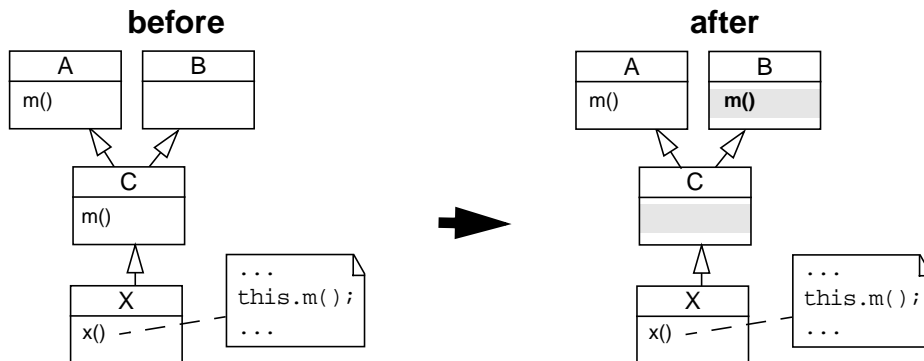 before
A
B
m()
C
m()
X
x()
...
this.m();
...
after
A
B
m()
m()
C
X
x()
...
this.m();
...